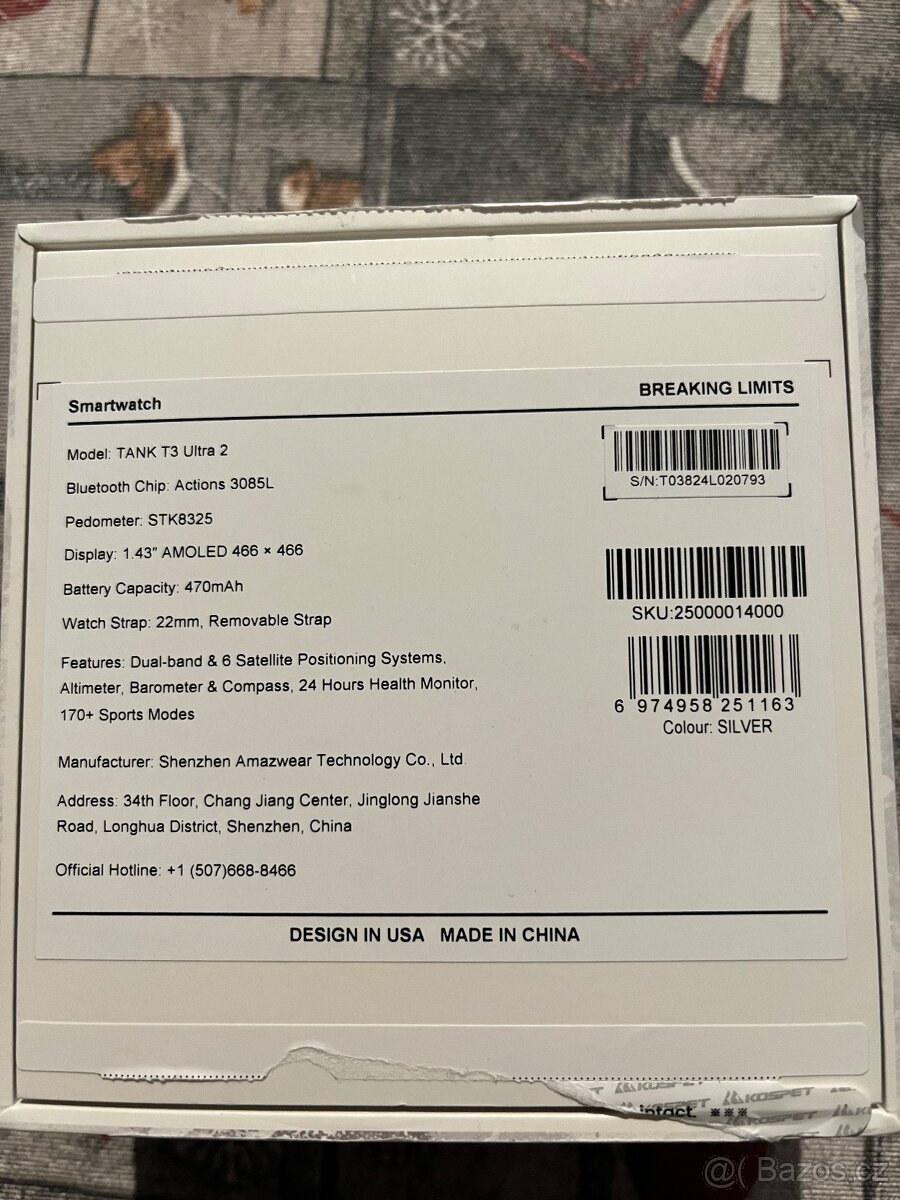 Smartwatch
BREAKING LIMITS
Model: TANK T3 Ultra 2
Bluetooth Chip: Actions 3085L
Pedometer: STK8325
Display: 1.43" AMOLED 466 × 466
Battery Capacity: 470mAh
Watch Strap: 22mm, Removable Strap
Features: Dual-band & 6 Satellite Positioning Systems,
Altimeter, Barometer & Compass, 24 Hours Health Monitor,
170+ Sports Modes
Manufacturer: Shenzhen Amazwear Technology Co., Ltd.
Address: 34th Floor, Chang Jiang Center, Jinglong Jianshe
Road, Longhua District, Shenzhen, China
Official Hotline: +1 (507)668-8466
S/N:T03824L020793
SKU:25000014000
6 974958 251163
Colour: SILVER
DESIGN IN USA MADE IN CHINA
KOSPET KOSPET
KOSPET
intact. ※※※
@( Bazos.cz